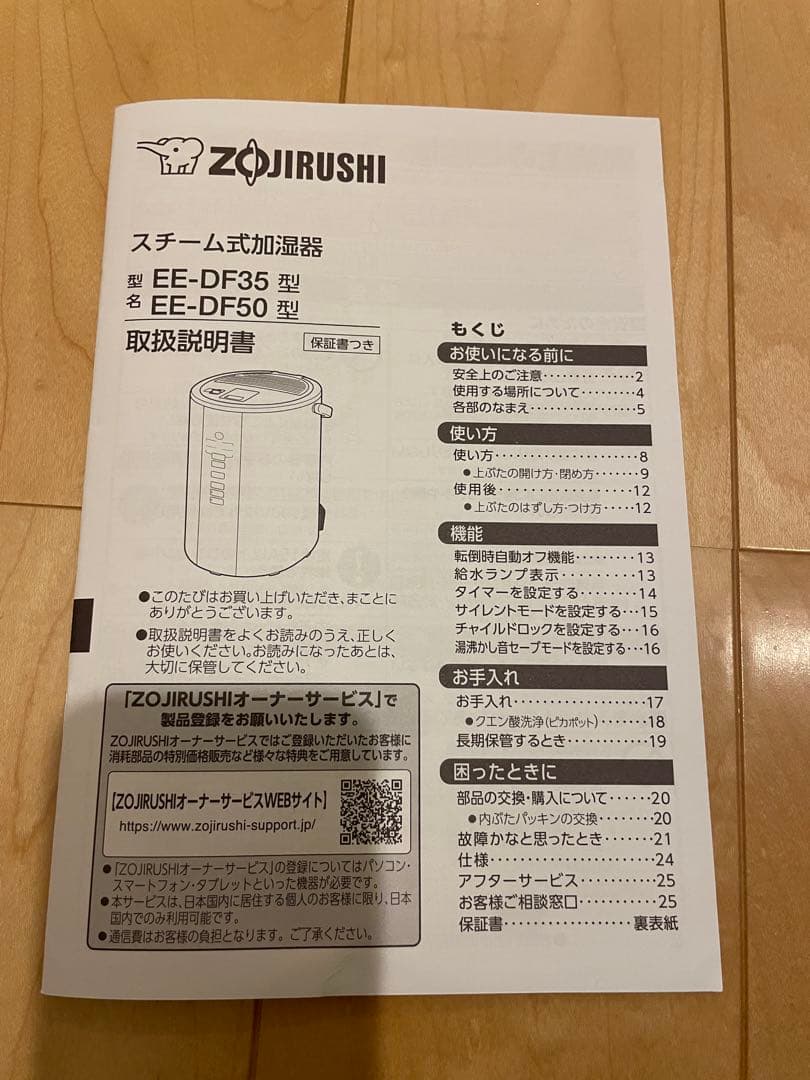 ZOJIRUSHI
スチーム式加湿器
型名 EE-DF35 型
EE-DF50 型
取扱説明書 保証書つき
●このたびはお買い上げいただき、まことに
ありがとうございます。
●取扱説明書をよくお読みのうえ、正しく
お使いください。お読みになったあとは、
大切に保管してください。
「ZOJIRUSHIオーナーサービス」で
製品登録をお願いいたします。
ZOJIRUSHIオーナーサービスではご登録いただいたお客様に
消耗部品の特別価格販売など様々な特典をご用意しています。
【ZOJIRUSHIオーナーサービスWEBサイト】
https://www.zojirushi-support.jp/
●「ZOJIRUSHIオーナーサービス」の登録についてはパソコン・
スマートフォン・タブレットといった機器が必要です。
●本サービスは、日本国内に居住する個人のお客様に限り、日本
国内でのみ利用可能です。
●通信費はお客様の負担となります。ご了承ください。
もくじ
お使いになる前に
安全上のご注意・・・・・・・・・・・・・・・2
使用する場所について・・・・・・・・・4
各部のなまえ・・・・・・・・・・・・・・・・・5
使い方
使い方・・・・・・・・・・・・・・・・・・・・・8
●上ぶたの開け方・閉め方・・・・・9
使用後・・・・・・・・・・・・・・・・・・12
●上ぶたのはずし方・つけ方・・・・・12
機能
転倒時自動オフ機能・・・・・・・・・13
給水ランプ表示・・・・・・・・・・13
タイマーを設定する・・・・・・・・14
サイレントモードを設定する・・・15
チャイルドロックを設定する・・・16
湯沸かし音セーブモードを設定する・・・16
お手入れ
お手入れ・・・・・・・・・・・・・・・・・・・17
●クエン酸洗浄(ピカポット)・・・・・・・18
長期保管するとき・・・・・・・・・・・・19
困ったときに
部品の交換・購入について・・・・・・20
●内ぶたパッキンの交換・・・・・・・・20
故障かなと思ったとき・・・・・・・・21
仕様・・・・・・・・・・・・・・・・・・・・・・・24
アフターサービス・・・・・・・・・・・25
お客様ご相談窓口・・・・・・・・・・・25
保証書・・・・・・・・・・・・・・・・・・裏表紙